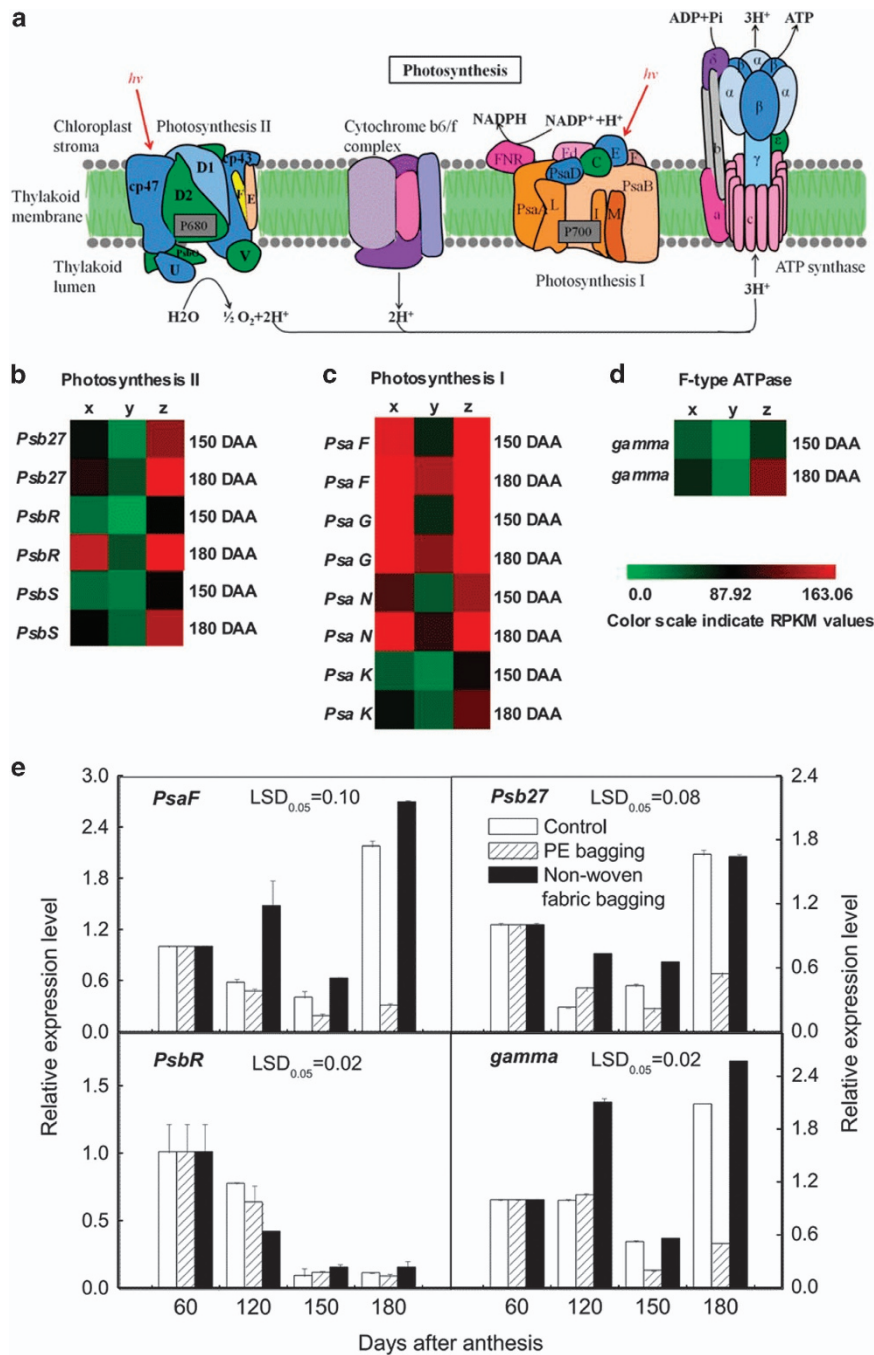 a
ADP+Pi 3H⁺ ATP
hν Photosynthesis hν
Chloroplast stroma
Photosynthesis II
Cytochrome b6/f complex
NADPH NADP⁺+H⁺
Thylakoid membrane
Thylakoid lumen
cp47 D1 cp43 D2 F E P680 U V
FNR Fd PsaD C E F PsaA L I M PsaB P700
δ α β α β α β b γ ε a c
Photosynthesis I
ATP synthase
H2O ½ O₂+2H⁺ 2H⁺ 3H⁺
b
Photosynthesis II
x y z
Psb27 150 DAA
Psb27 180 DAA
PsbR 150 DAA
PsbR 180 DAA
PsbS 150 DAA
PsbS 180 DAA
c
Photosynthesis I
x y z
Psa F 150 DAA
Psa F 180 DAA
Psa G 150 DAA
Psa G 180 DAA
Psa N 150 DAA
Psa N 180 DAA
Psa K 150 DAA
Psa K 180 DAA
d
F-type ATPase
x y z
gamma 150 DAA
gamma 180 DAA
0.0 87.92 163.06
Color scale indicate RPKM values
e
Relative expression level
3.0
2.4
1.8
1.2
0.6
0.0
PsaF LSD₀.₀₅=0.10
Psb27 LSD₀.₀₅=0.08
Control
PE bagging
Non-woven
fabric bagging
2.4
1.8
1.2
0.6
0.0
PsbR LSD₀.₀₅=0.02
1.5
1.0
0.5
0.0
gamma LSD₀.₀₅=0.02
2.4
1.8
1.2
0.6
0.0
Relative expression level
60 120 150 180 60 120 150 180
Days after anthesis